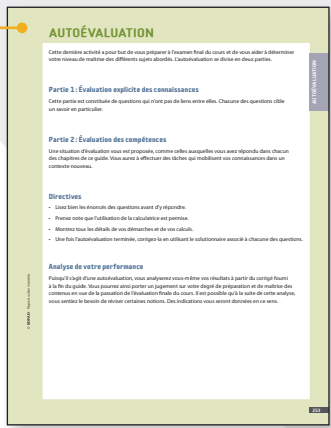 AUTOÉVALUATION
Cette dernière activité a pour but de vous préparer à l'examen final du cours et de vous aider à déterminer
votre niveau de maîtrise des différents sujets abordés. L'autoévaluation se divise en deux parties.
AUTOÉVALUATION
Partie 1 : Évaluation explicite des connaissances
Cette partie est constituée de questions qui n'ont pas de liens entre elles. Chacune des questions cible
un savoir en particulier.
Partie 2 : Évaluation des compétences
Une situation d'évaluation vous est proposée, comme celles auxquelles vous avez répondu dans chacun
des chapitres de ce guide. Vous aurez à effectuer des tâches qui mobilisent vos connaissances dans un
contexte nouveau.
Directives
• Lisez bien les énoncés des questions avant d'y répondre.
• Prenez note que l'utilisation de la calculatrice est permise.
• Montrez tous les détails de vos démarches et de vos calculs.
• Une fois l'autoévaluation terminée, corrigez-la en utilisant le solutionnaire associé à chacune des questions.
Analyse de votre performance
Puisqu'il s'agit d'une autoévaluation, vous analyserez vous-même vos résultats à partir du corrigé fourni
à la fin du guide. Vous pourrez ainsi porter un jugement sur votre degré de préparation et de maîtrise des
contenus en vue de la passation de l'évaluation finale du cours. Il est possible qu'à la suite de cette analyse,
vous sentiez le besoin de réviser certaines notions. Des indications vous seront données en ce sens.
© SOFAD
253